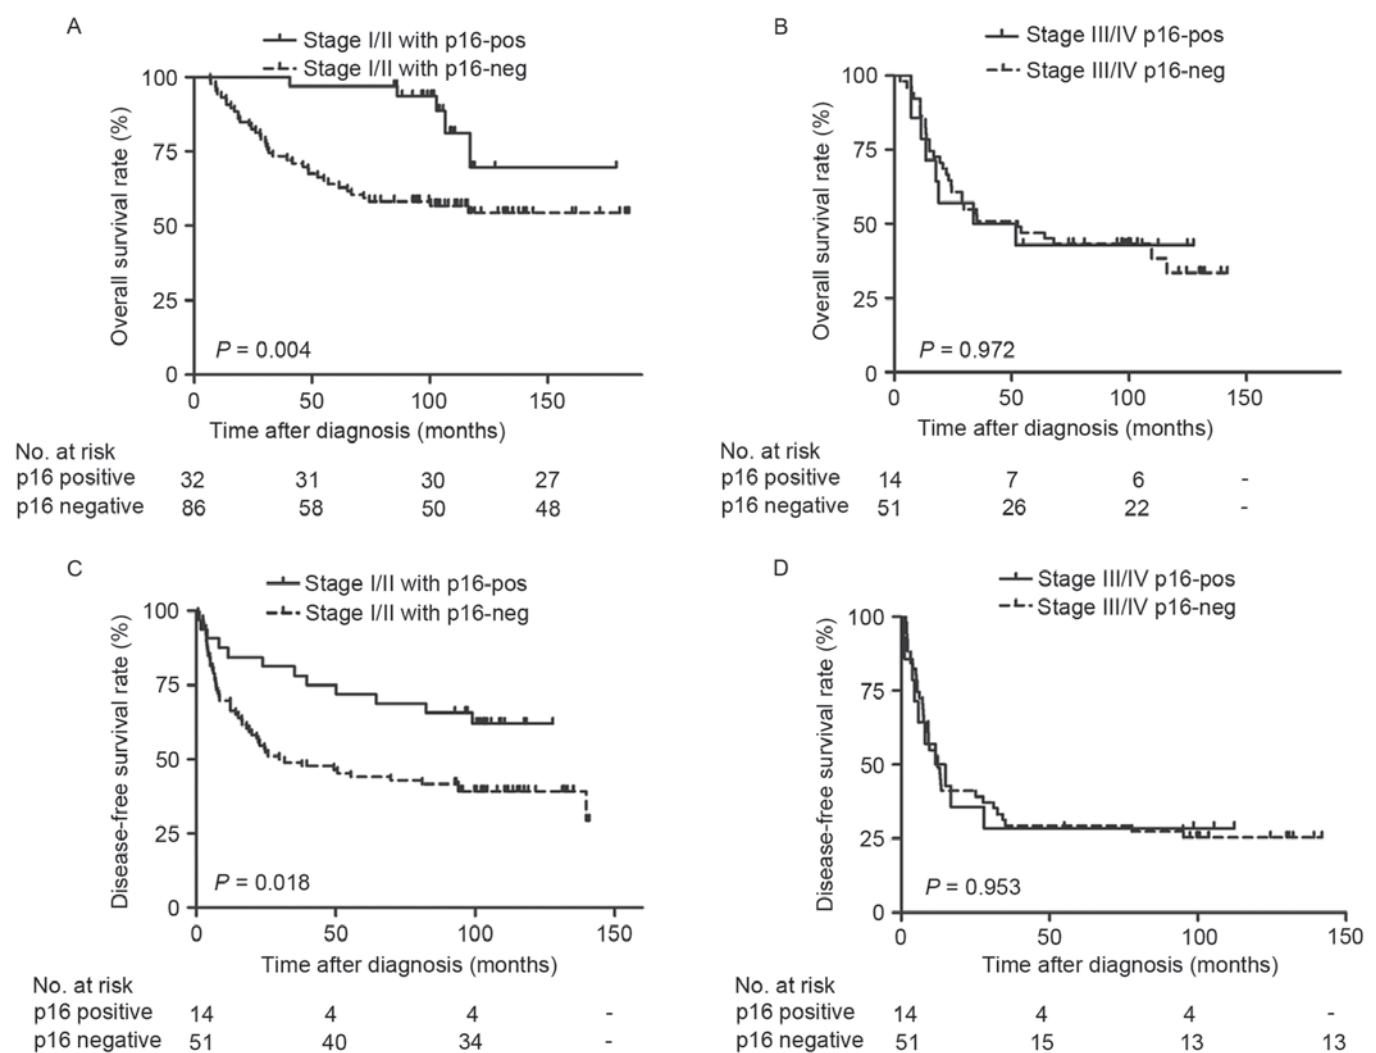 A
Stage I/II with p16-pos
Stage I/II with p16-neg
Overall survival rate (%)
100
75
50
25
0
P = 0.004
0 50 100 150
Time after diagnosis (months)
No. at risk
p16 positive 32 31 30 27
p16 negative 86 58 50 48
B
Stage III/IV p16-pos
Stage III/IV p16-neg
Overall survival rate (%)
100
75
50
25
0
P = 0.972
0 50 100 150
Time after diagnosis (months)
No. at risk
p16 positive 14 7 6 -
p16 negative 51 26 22 -
C
Stage I/II with p16-pos
Stage I/II with p16-neg
Disease-free survival rate (%)
100
75
50
25
0
P = 0.018
0 50 100 150
Time after diagnosis (months)
No. at risk
p16 positive 14 4 4 -
p16 negative 51 40 34 -
D
Stage III/IV p16-pos
Stage III/IV p16-neg
Disease-free survival rate (%)
100
75
50
25
0
P = 0.953
0 50 100 150
Time after diagnosis (months)
No. at risk
p16 positive 14 4 4 -
p16 negative 51 15 13 13